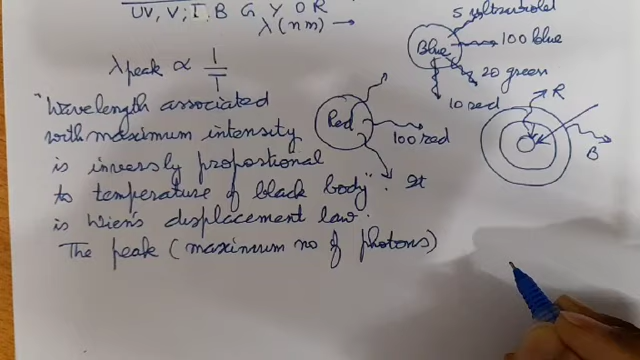 UV, V, I, B G Y O R
λ(nm) →
λpeak ∝ 1/T
"Wavelength associated
with maximum intensity
is inversly proportional
to temperature of black body". It
is Wien's displacement law.
The peak (maximum no of photons)
5 ultraviolet
Blue
100 blue
20 green
10 red
Red
100 red
R
B